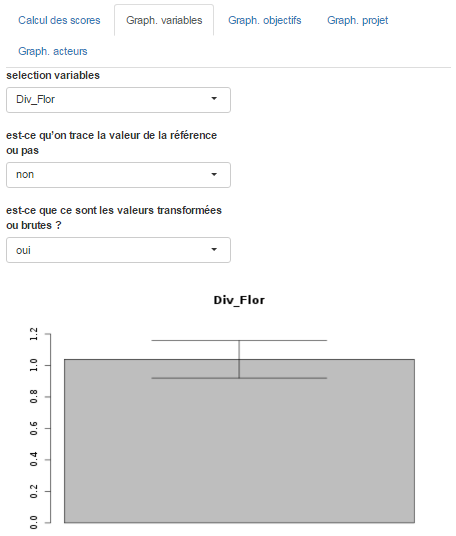 Calcul des scores
Graph. variables
Graph. objectifs
Graph. projet
Graph. acteurs
selection variables
Div_Flor
est-ce qu'on trace la valeur de la référence
ou pas
non
est-ce que ce sont les valeurs transformées
ou brutes ?
oui
Div_Flor
1.2
1.0
0.8
0.6
0.4
0.2
0.0